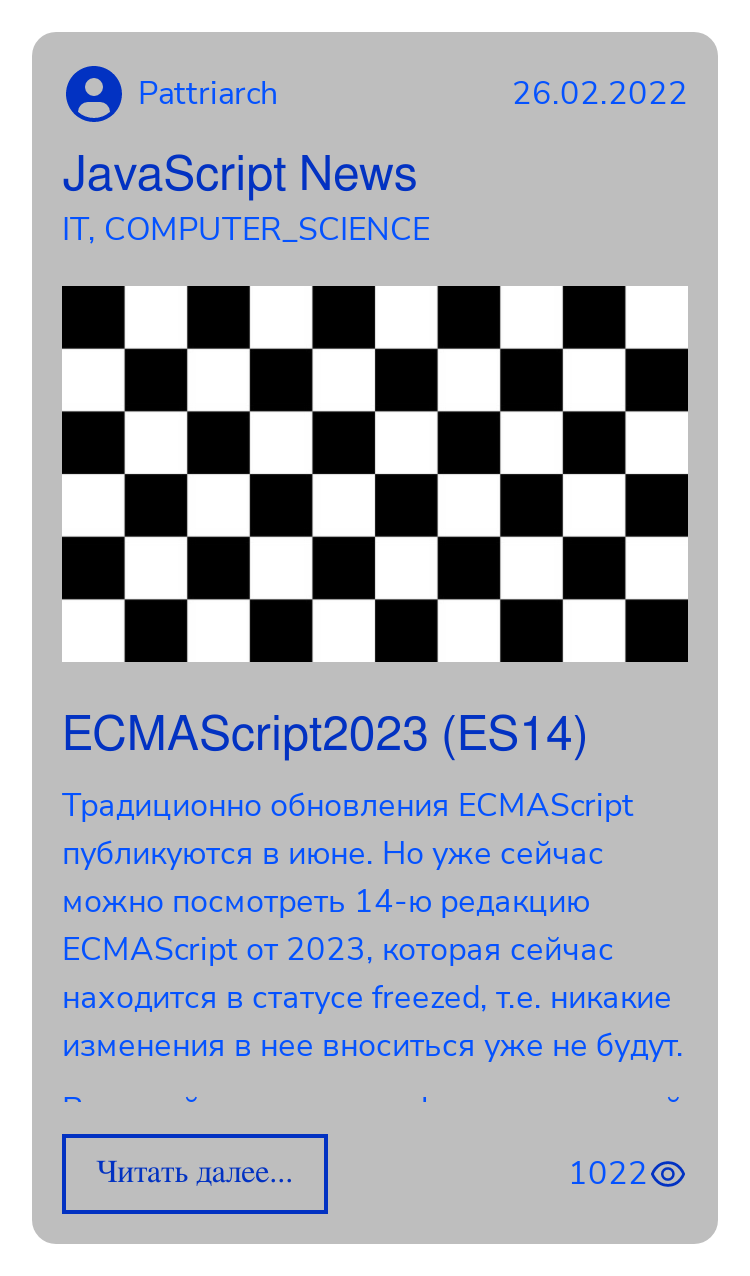 Pattriarch
26.02.2022
JavaScript News
IT, COMPUTER_SCIENCE
ECMAScript2023 (ES14)
Традиционно обновления ECMAScript
публикуются в июне. Но уже сейчас
можно посмотреть 14-ю редакцию
ECMAScript от 2023, которая сейчас
находится в статусе freezed, т.е. никакие
изменения в нее вноситься уже не будут.
Читать далее...
1022